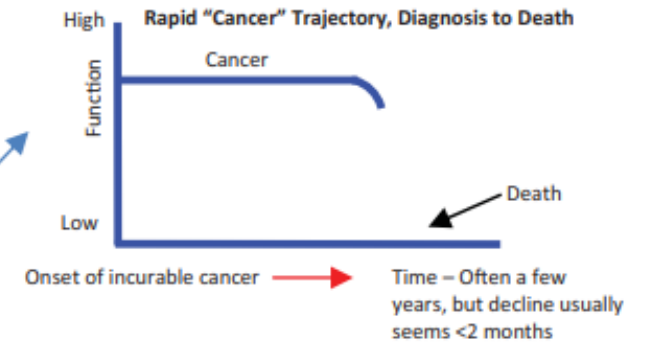 High
Rapid “Cancer” Trajectory, Diagnosis to Death
Cancer
Function
Death
Low
Onset of incurable cancer
Time – Often a few
years, but decline usually
seems <2 months